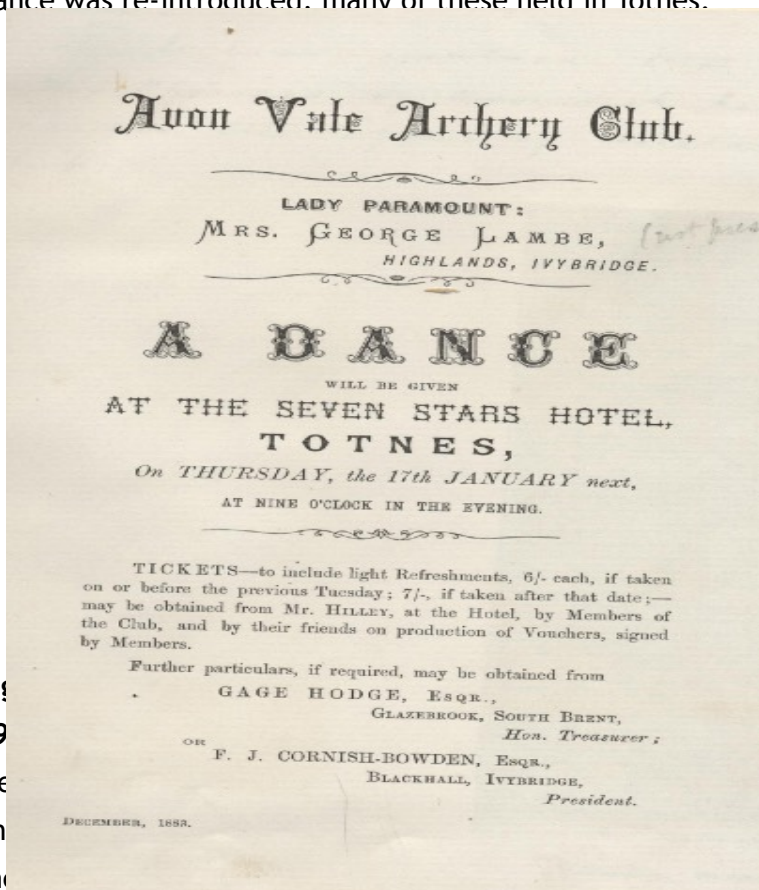 was re-introduced, many of these held in Totnes.
Avon Vale Archery Club.
LADY PARAMOUNT:
MRS. GEORGE LAMBE,
HIGHLANDS, IVYBRIDGE.
A DANCE
WILL BE GIVEN
AT THE SEVEN STARS HOTEL,
TOTNES,
On THURSDAY, the 17th JANUARY next,
AT NINE O'CLOCK IN THE EVENING.
TICKETS—to include light Refreshments, 6/- each, if taken
on or before the previous Tuesday; 7/-, if taken after that date;—
may be obtained from Mr. HILLEY, at the Hotel, by Members of
the Club, and by their friends on production of Vouchers, signed
by Members.
Further particulars, if required, may be obtained from
GAGE HODGE, ESQR.,
GLAZEBROOK, SOUTH BRENT,
Hon. Treasurer;
OR
F. J. CORNISH-BOWDEN, ESQR.,
BLACKHALL, IVYBRIDGE,
President.
DECEMBER, 1883.